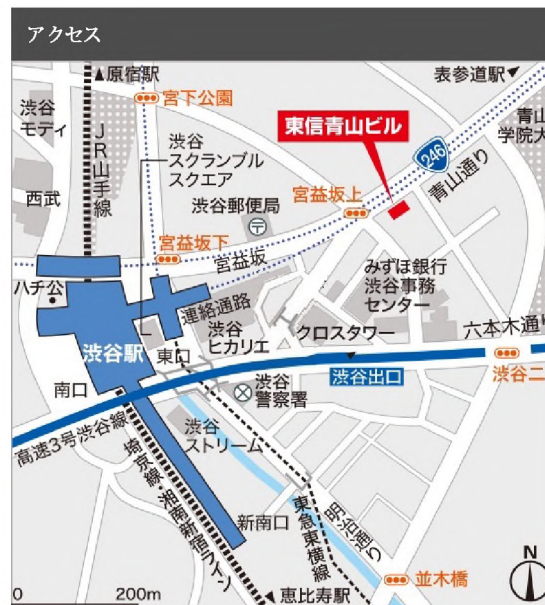 アクセス
▲原宿駅
表参道駅▼
宮下公園
渋谷
モディ
JR山手線
渋谷
スクランブル
スクエア
東信青山ビル
246
青山
学院大
青山通り
西武
渋谷郵便局
宮益坂上
宮益坂下
宮益坂
みずほ銀行
渋谷事務
センター
ハチ公
連絡通路
渋谷
ヒカリエ
クロスタワー
六本木通り
渋谷駅
東口
渋谷出口
渋谷二
南口
渋谷
警察署
高速3号渋谷線
渋谷
ストリーム
埼京線・湘南新宿ライン
新南口
東急東横線
明治通り
並木橋
N
0 200m
◀恵比寿駅